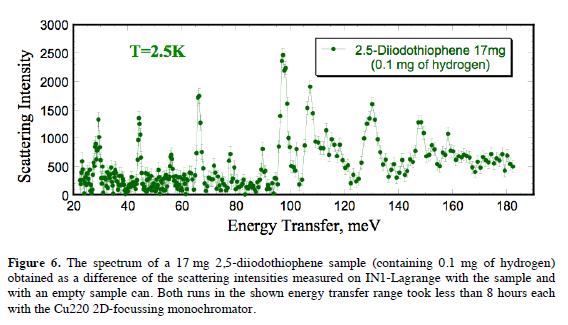 3000
2500
2000
1500
1000
500
0
Scattering Intensity
T=2.5K
2.5-Diiodothiophene 17mg
(0.1 mg of hydrogen)
20 40 60 80 100 120 140 160 180
Energy Transfer, meV
Figure 6. The spectrum of a 17 mg 2,5-diiodothiophene sample (containing 0.1 mg of hydrogen)
obtained as a difference of the scattering intensities measured on IN1-Lagrange with the sample and
with an empty sample can. Both runs in the shown energy transfer range took less than 8 hours each
with the Cu220 2D-focussing monochromator.